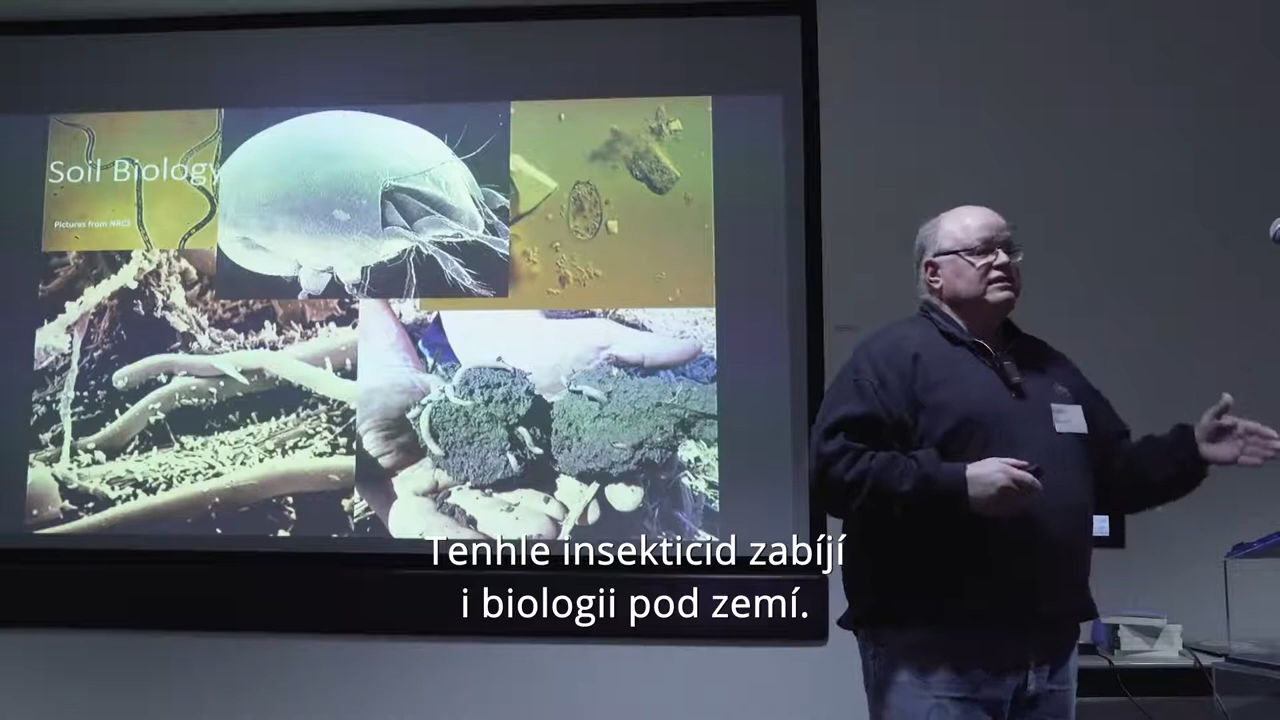 Soil Biology
Pictures from NRCS
Tenhle insekticid zabíjí
i biologii pod zemí.